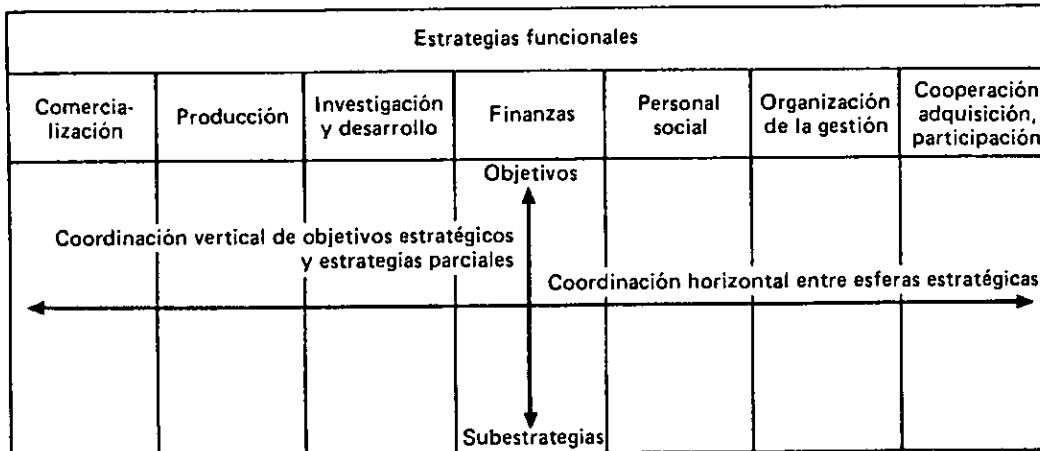 Estrategias funcionales
Comercia-
lización
Producción
Investigación
y desarrollo
Finanzas
Personal
social
Organización
de la gestión
Cooperación,
adquisición,
participación
Objetivos
Coordinación vertical de objetivos estratégicos
y estrategias parciales
Coordinación horizontal entre esferas estratégicas
Subestrategias